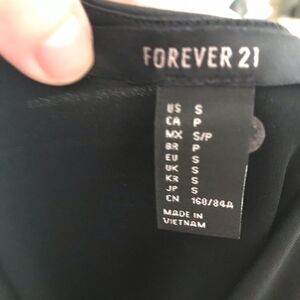 FOREVER 21
US S
CA P
MX S/P
BR P
EU S
UK S
KR S
JP S
CN 160/84A
MADE IN
VIETNAM